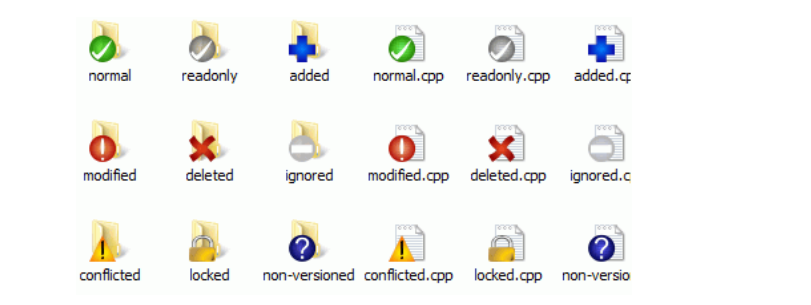 normal readonly added normal.cpp readonly.cpp added.cp
modified deleted ignored modified.cpp deleted.cpp ignored.c
conflicted locked non-versioned conflicted.cpp locked.cpp non-versio